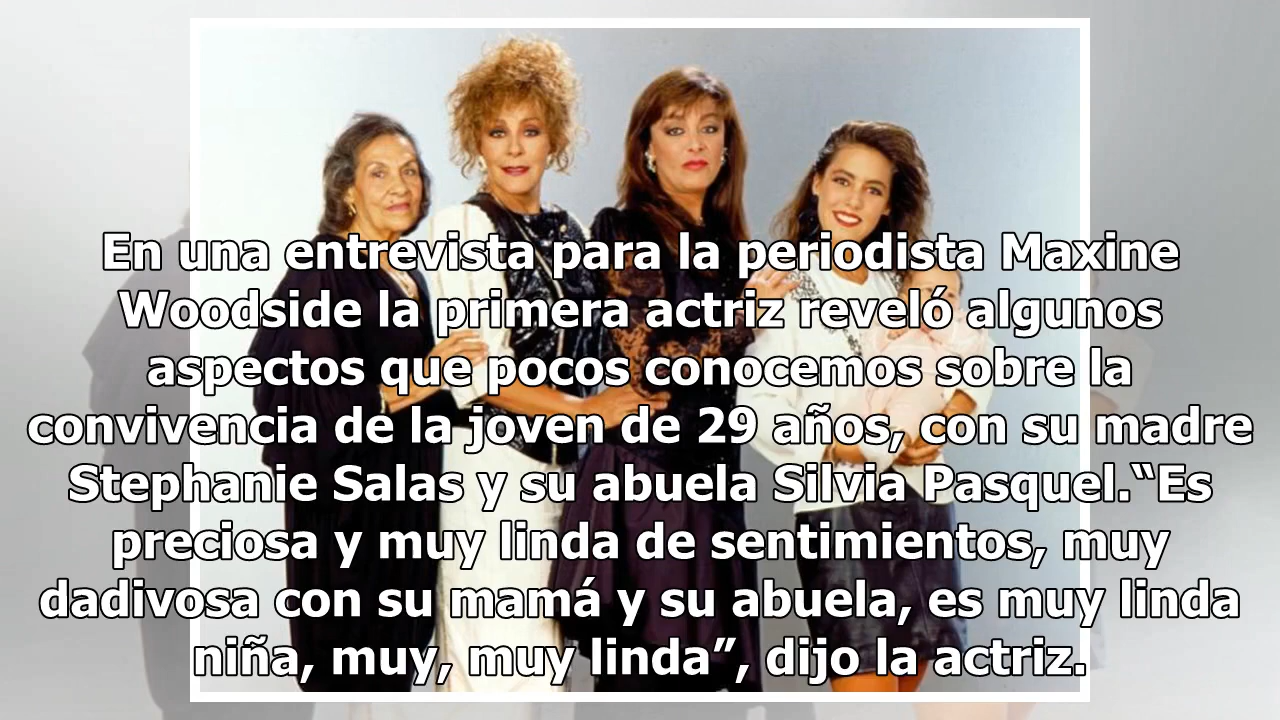 En una entrevista para la periodista Maxine
Woodside la primera actriz reveló algunos
aspectos que pocos conocemos sobre la
convivencia de la joven de 29 años, con su madre
Stephanie Salas y su abuela Silvia Pasquel.“Es
preciosa y muy linda de sentimientos, muy
dadivosa con su mamá y su abuela, es muy linda
niña, muy, muy linda”, dijo la actriz.